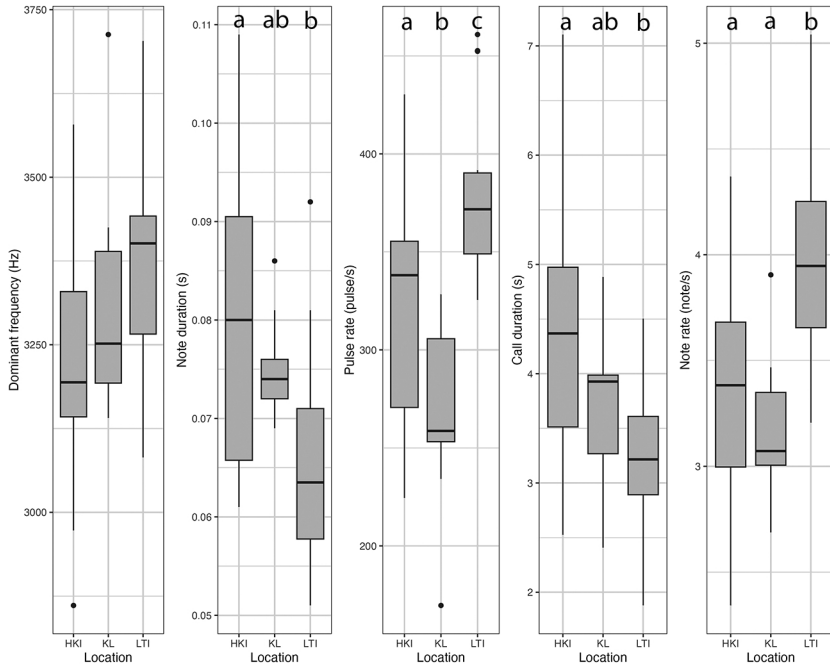 Dominant frequency (Hz)
3750
3500
3250
3000
HKI KL LTI
Location
Note duration (s)
0.11
0.10
0.09
0.08
0.07
0.06
0.05
a ab b
HKI KL LTI
Location
Pulse rate (pulse/s)
400
300
200
a b c
HKI KL LTI
Location
Call duration (s)
7
6
5
4
3
2
a ab b
HKI KL LTI
Location
Note rate (note/s)
5
4
3
a a b
HKI KL LTI
Location